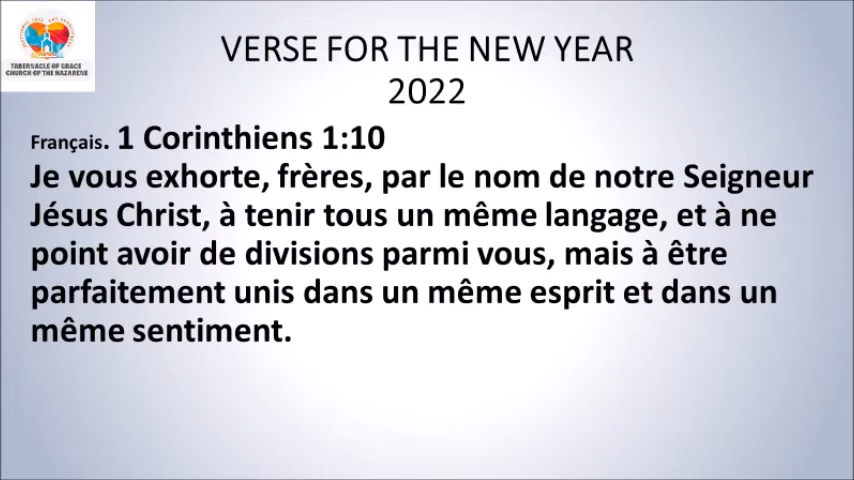 TABERNACLE OF GRACE
CHURCH OF THE NAZARENE
VERSE FOR THE NEW YEAR
2022
Français. 1 Corinthiens 1:10
Je vous exhorte, frères, par le nom de notre Seigneur
Jésus Christ, à tenir tous un même langage, et à ne
point avoir de divisions parmi vous, mais à être
parfaitement unis dans un même esprit et dans un
même sentiment.